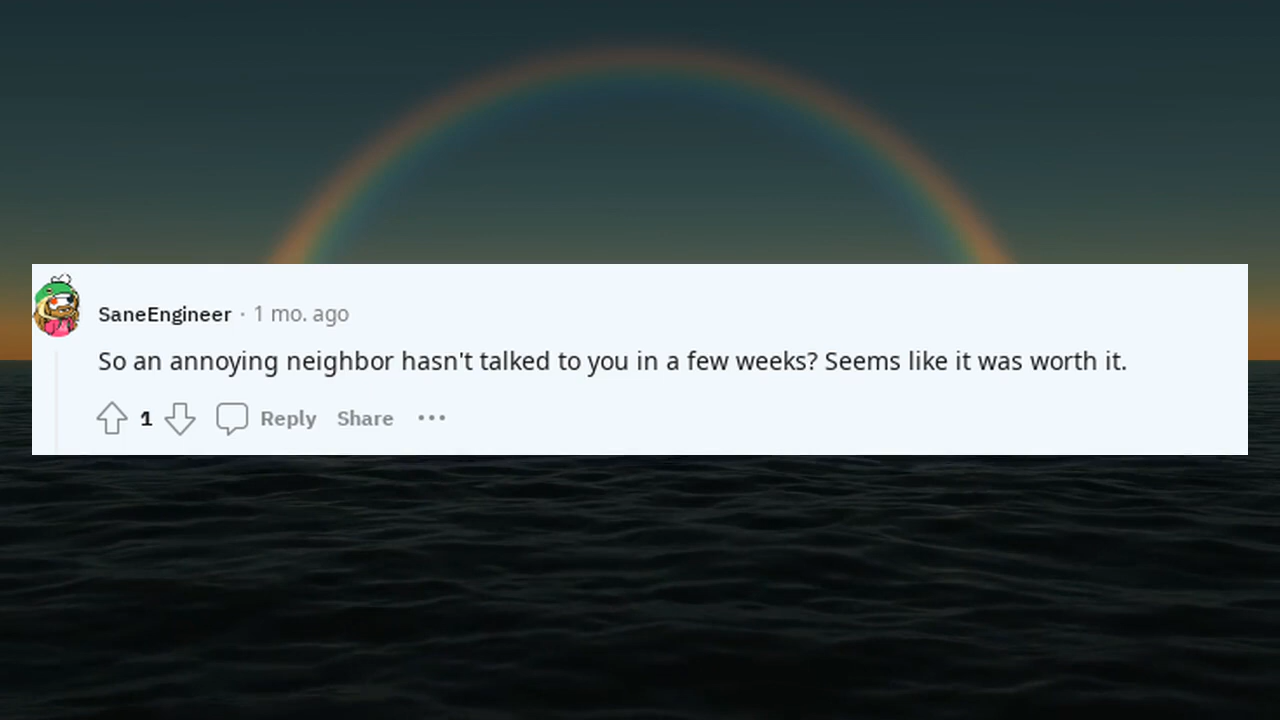 SaneEngineer · 1 mo. ago
So an annoying neighbor hasn't talked to you in a few weeks? Seems like it was worth it.
1 Reply Share ···